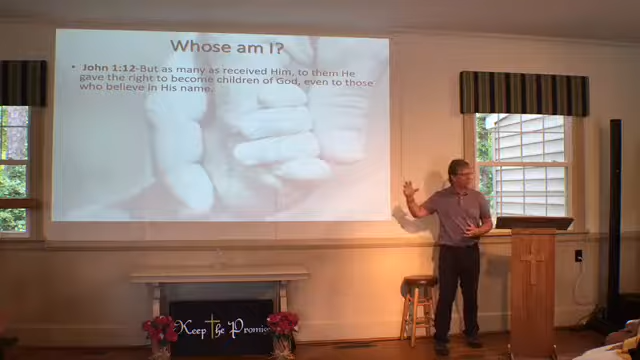 Whose am I?
• John 1:12-But as many as received Him, to them He
gave the right to become children of God, even to those
who believe in His name.
Keep the Promise